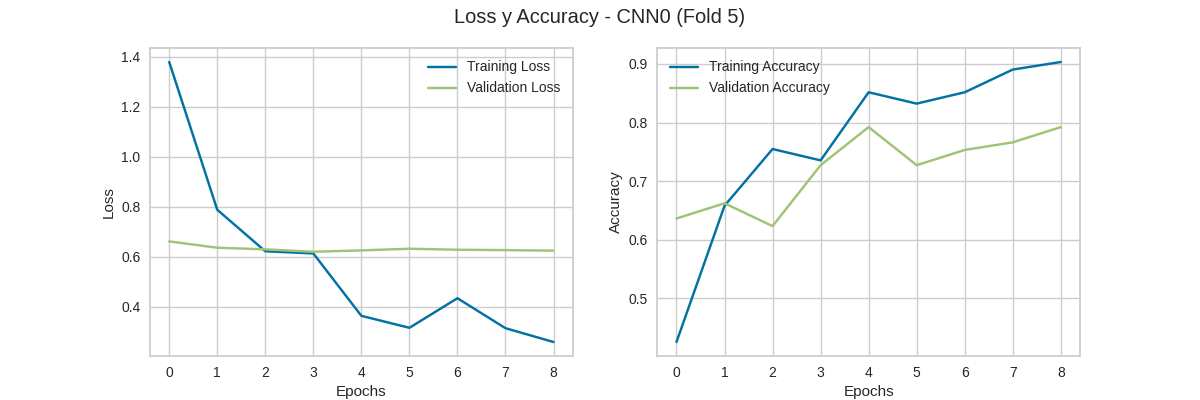 Loss y Accuracy - CNN0 (Fold 5)
1.4
1.2
1.0
0.8
0.6
0.4
Loss
Training Loss
Validation Loss
0 1 2 3 4 5 6 7 8
Epochs
0.9
0.8
0.7
0.6
0.5
Accuracy
Training Accuracy
Validation Accuracy
0 1 2 3 4 5 6 7 8
Epochs